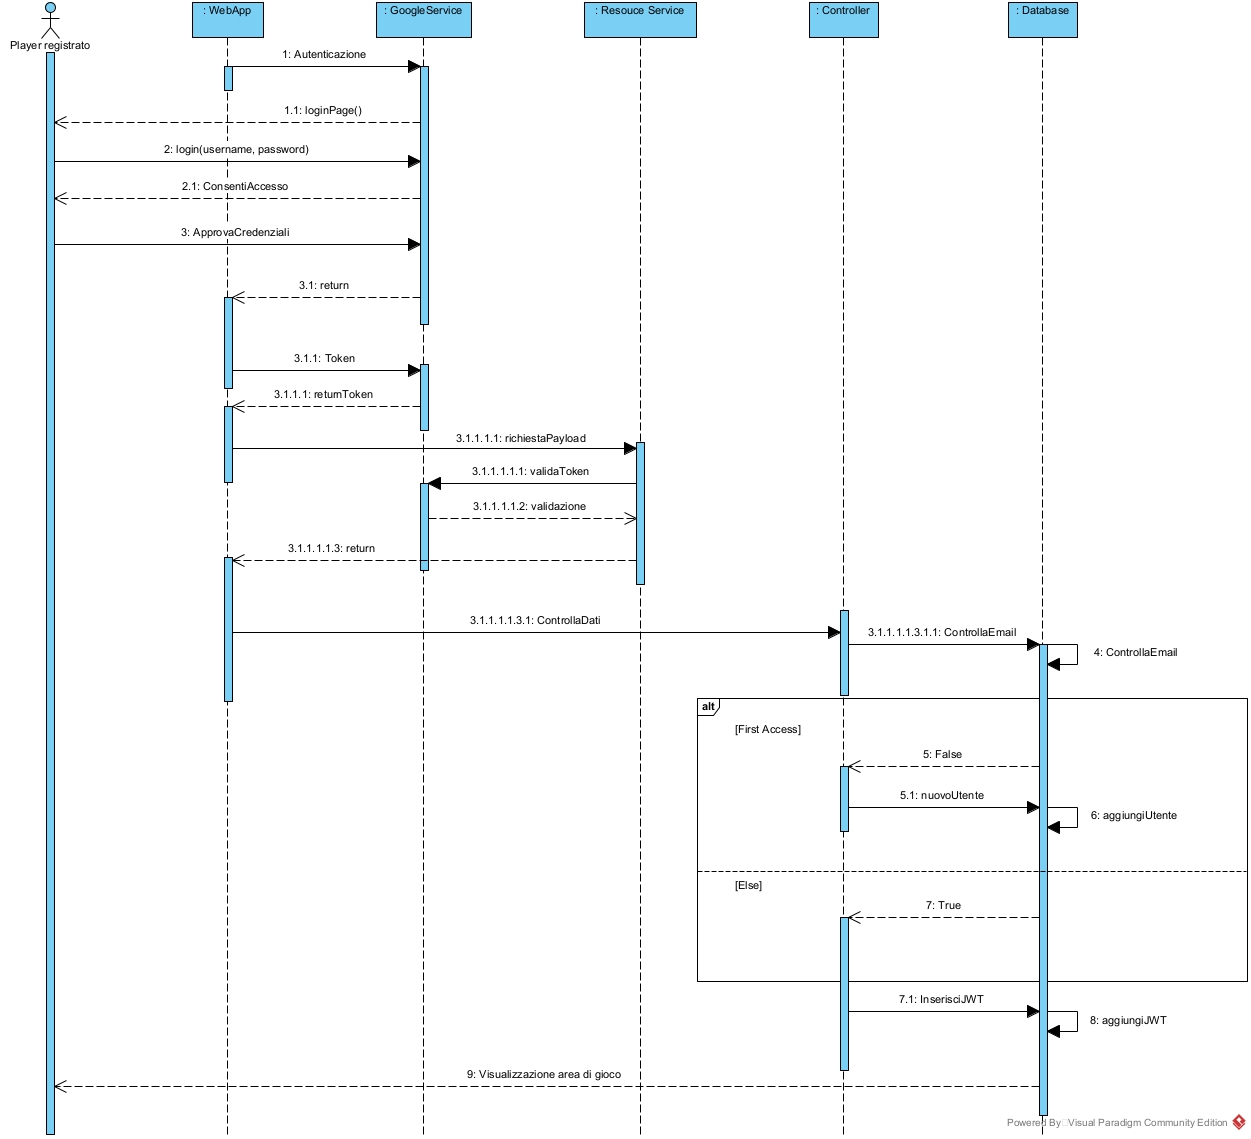 Player registrato
: WebApp
: GoogleService
: Resouce Service
: Controller
: Database
1: Autenticazione
1.1: loginPage()
2: login(username, password)
2.1: ConsentiAccesso
3: ApprovaCredenziali
3.1: return
3.1.1: Token
3.1.1.1: returnToken
3.1.1.1.1: richiestaPayload
3.1.1.1.1.1: validaToken
3.1.1.1.1.2: validazione
3.1.1.1.1.3: return
3.1.1.1.1.3.1: ControllaDati
3.1.1.1.1.3.1.1: ControllaEmail
4: ControllaEmail
alt
[First Access]
5: False
5.1: nuovoUtente
6: aggiungiUtente
[Else]
7: True
7.1: InserisciJWT
8: aggiungiJWT
9: Visualizzazione area di gioco
Powered By Visual Paradigm Community Edition